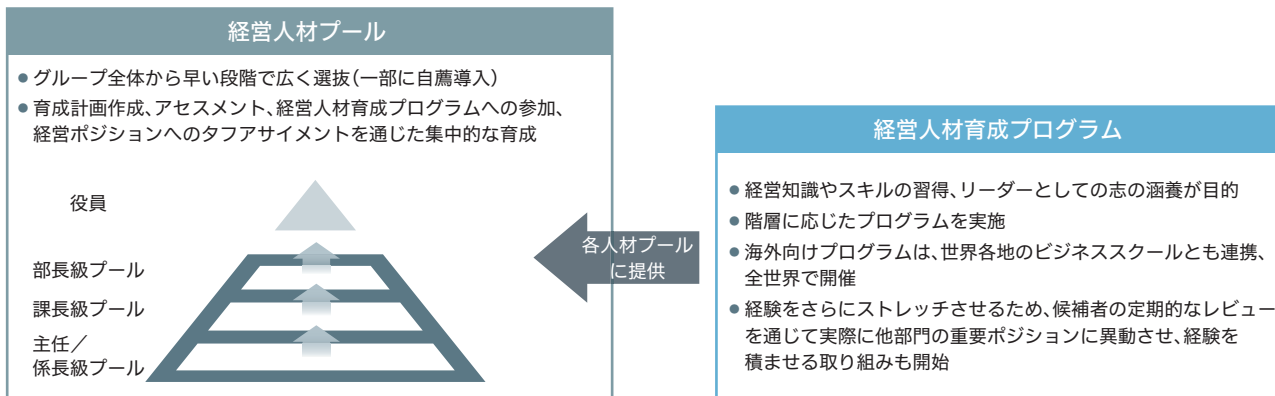 経営人材プール
● グループ全体から早い段階で広く選抜(一部に自薦導入)
● 育成計画作成、アセスメント、経営人材育成プログラムへの参加、
経営ポジションへのタフアサイメントを通じた集中的な育成
役員
部長級プール
課長級プール
主任／
係長級プール
各人材プール
に提供
経営人材育成プログラム
● 経営知識やスキルの習得、リーダーとしての志の涵養が目的
● 階層に応じたプログラムを実施
● 海外向けプログラムは、世界各地のビジネススクールとも連携、
全世界で開催
● 経験をさらにストレッチさせるため、候補者の定期的なレビュー
を通じて実際に他部門の重要ポジションに異動させ、経験を
積ませる取り組みも開始